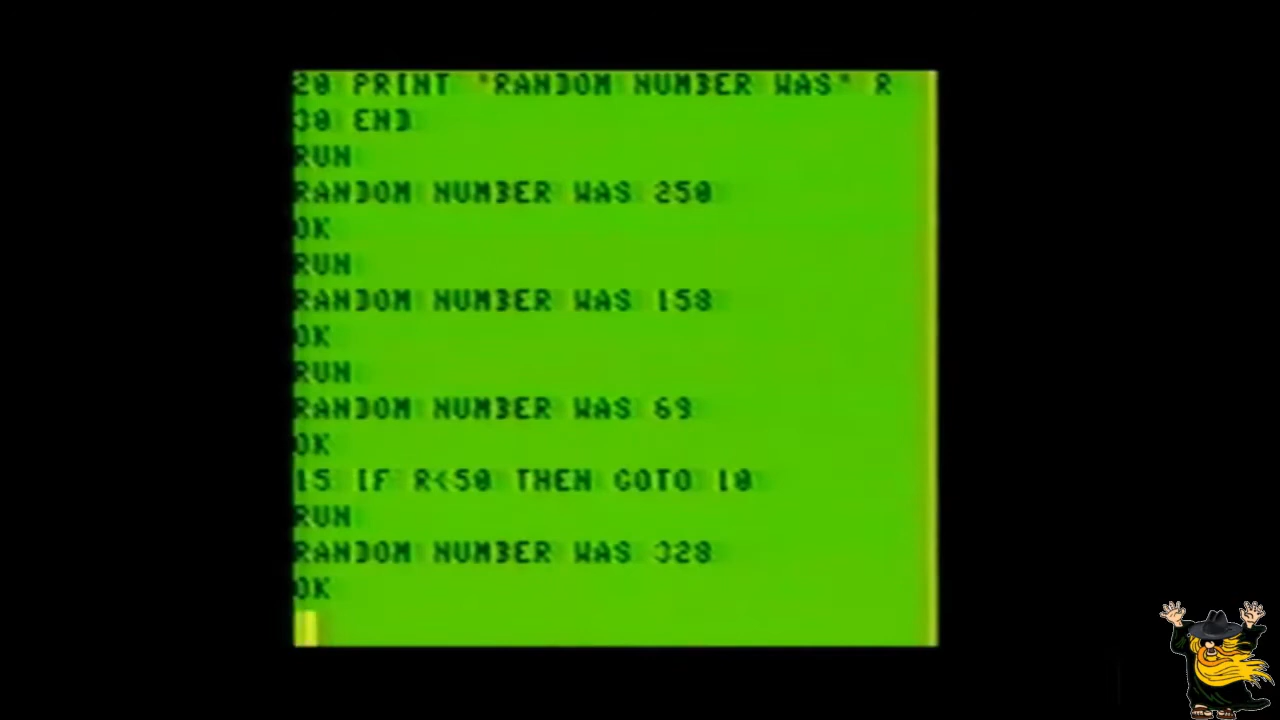 20 PRINT "RANDOM NUMBER WAS" R
30 END
RUN
RANDOM NUMBER WAS 250
OK
RUN
RANDOM NUMBER WAS 158
OK
RUN
RANDOM NUMBER WAS 69
OK
15 IF R<50 THEN GOTO 10
RUN
RANDOM NUMBER WAS 328
OK